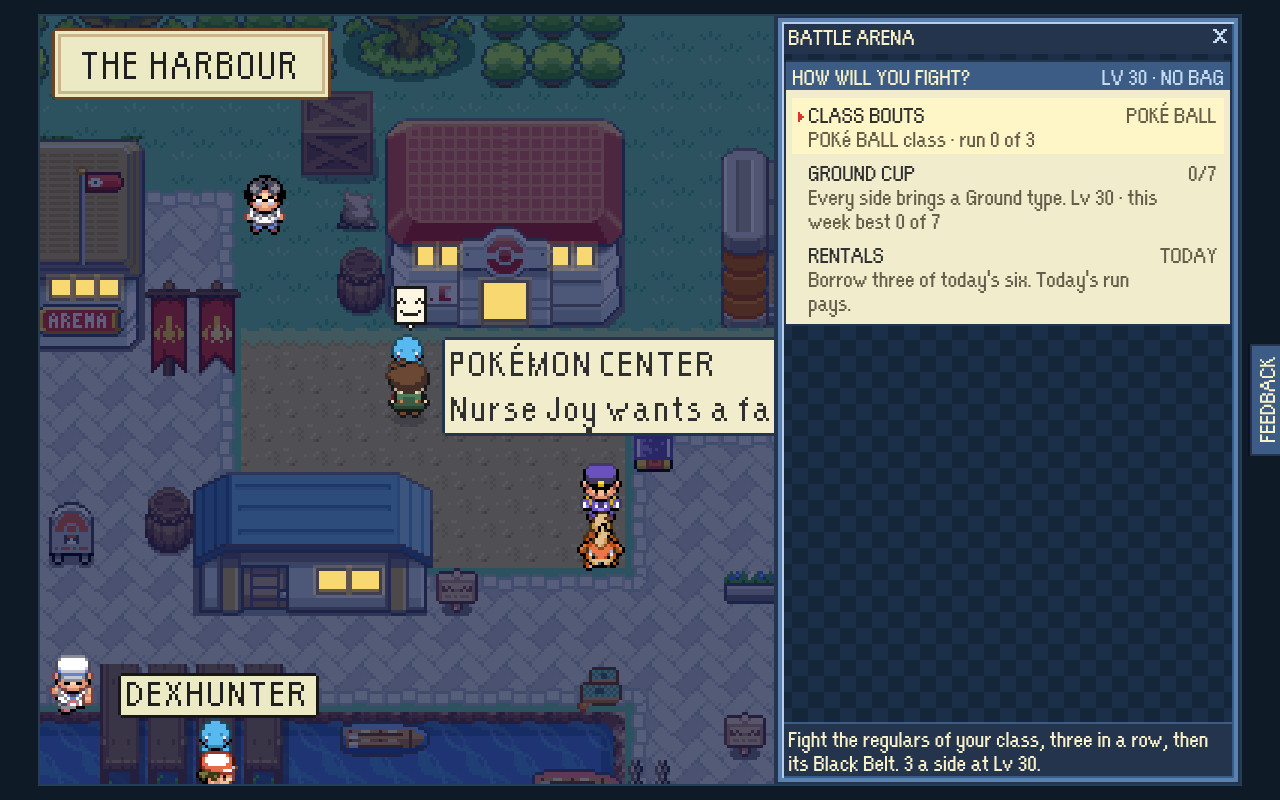 THE HARBOUR
ARENA
.C
POKÉMON CENTER
Nurse Joy wants a fa
DEXHUNTER
BATTLE ARENA
X
HOW WILL YOU FIGHT? LV 30 · NO BAG
CLASS BOUTS POKÉ BALL
POKé BALL class · run 0 of 3
GROUND CUP 0/7
Every side brings a Ground type. Lv 30 · this
week best 0 of 7
RENTALS TODAY
Borrow three of today's six. Today's run
pays.
Fight the regulars of your class, three in a row, then
its Black Belt. 3 a side at Lv 30.
FEEDBACK